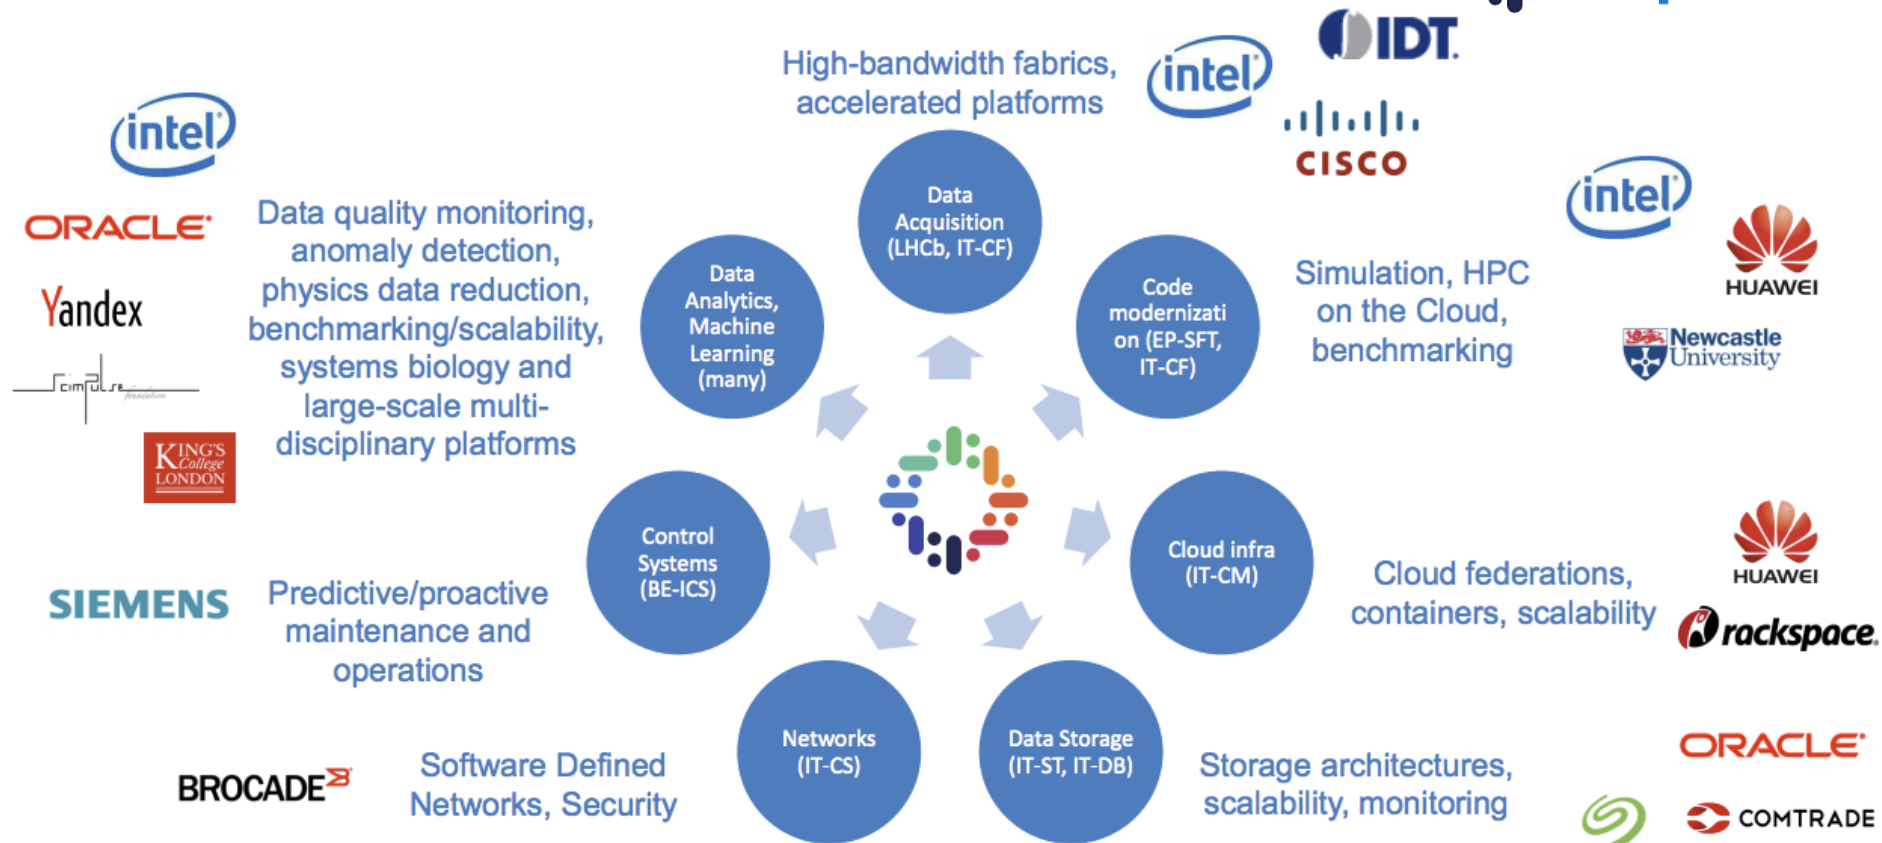 High-bandwidth fabrics,
accelerated platforms
intel
IDT.
CISCO
Data
Acquisition
(LHCb, IT-CF)
intel
HUAWEI
Newcastle
University
Simulation, HPC
on the Cloud,
benchmarking
Code
modernizati
on (EP-SFT,
IT-CF)
intel
ORACLE
Yandex
scimpulse
foundation
KING'S
College
LONDON
Data quality monitoring,
anomaly detection,
physics data reduction,
benchmarking/scalability,
systems biology and
large-scale multi-
disciplinary platforms
Data
Analytics,
Machine
Learning
(many)
Control
Systems
(BE-ICS)
SIEMENS
Predictive/proactive
maintenance and
operations
Cloud infra
(IT-CM)
Cloud federations,
containers, scalability
HUAWEI
rackspace.
Networks
(IT-CS)
BROCADE
Software Defined
Networks, Security
Data Storage
(IT-ST, IT-DB)
Storage architectures,
scalability, monitoring
ORACLE
COMTRADE